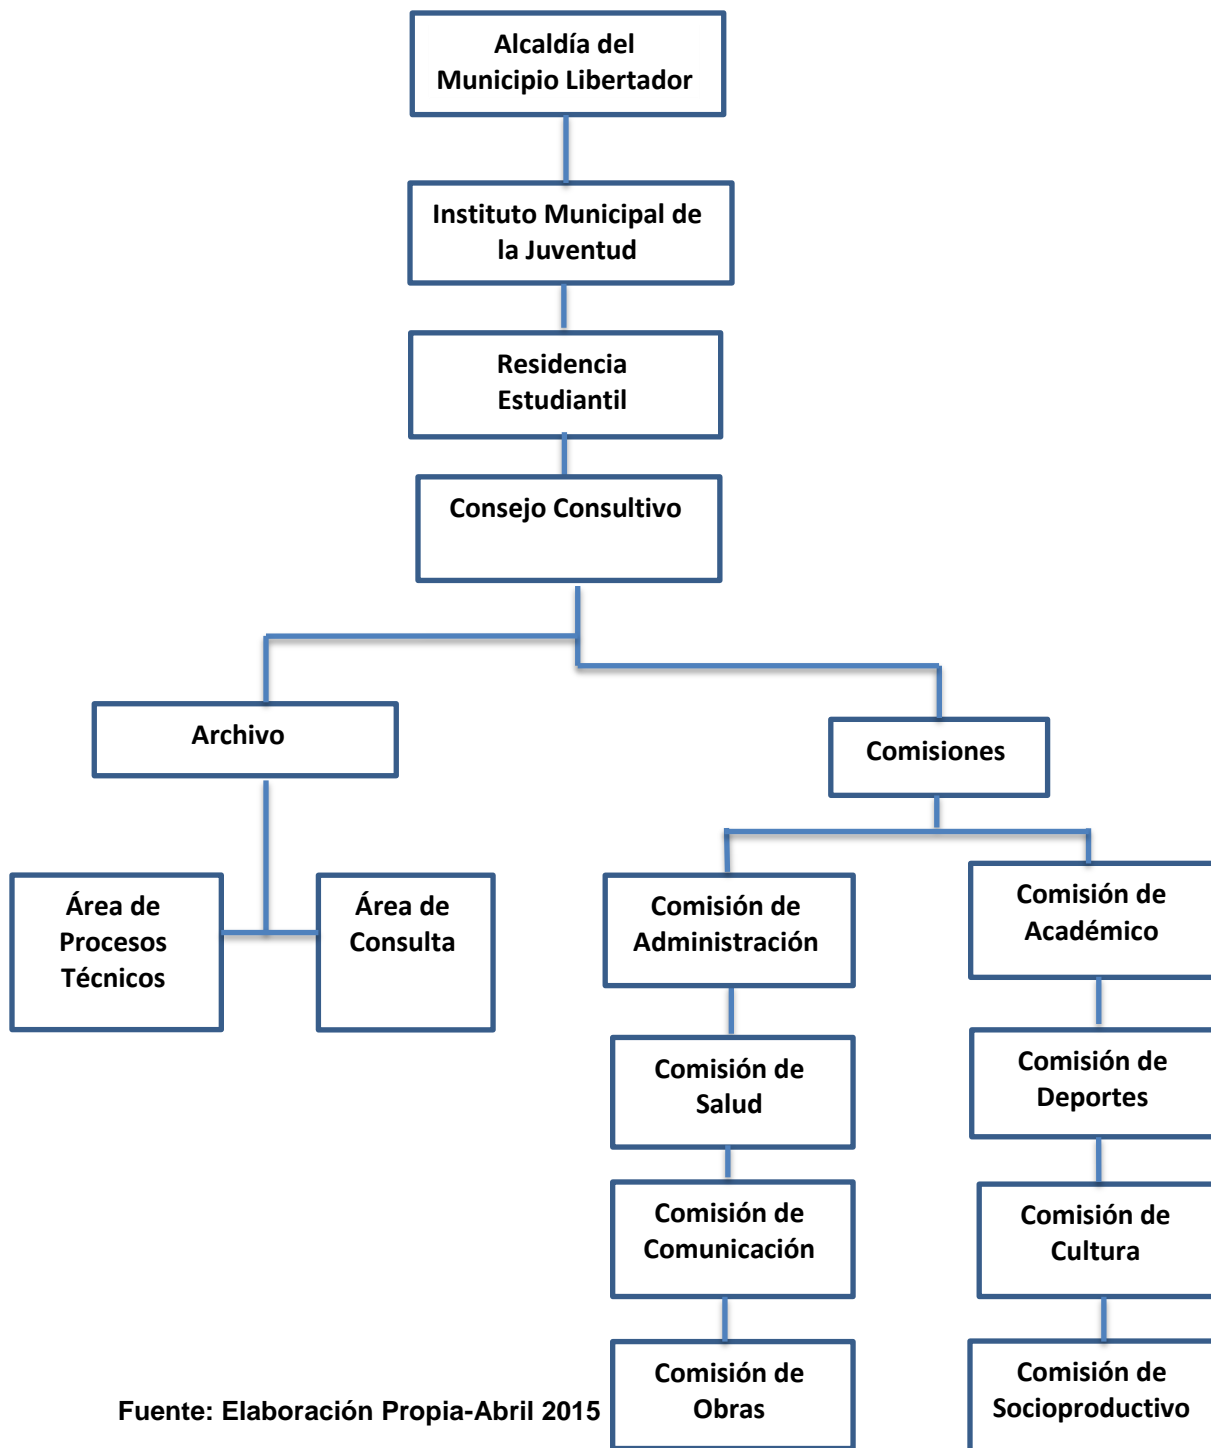 Alcaldía del
Municipio Libertador
Instituto Municipal de
la Juventud
Residencia
Estudiantil
Consejo Consultivo
Archivo
Comisiones
Área de
Procesos
Técnicos
Área de
Consulta
Comisión de
Administración
Comisión de
Académico
Comisión de
Salud
Comisión de
Deportes
Comisión de
Comunicación
Comisión de
Cultura
Comisión de
Obras
Comisión de
Socioproductivo
Fuente: Elaboración Propia-Abril 2015